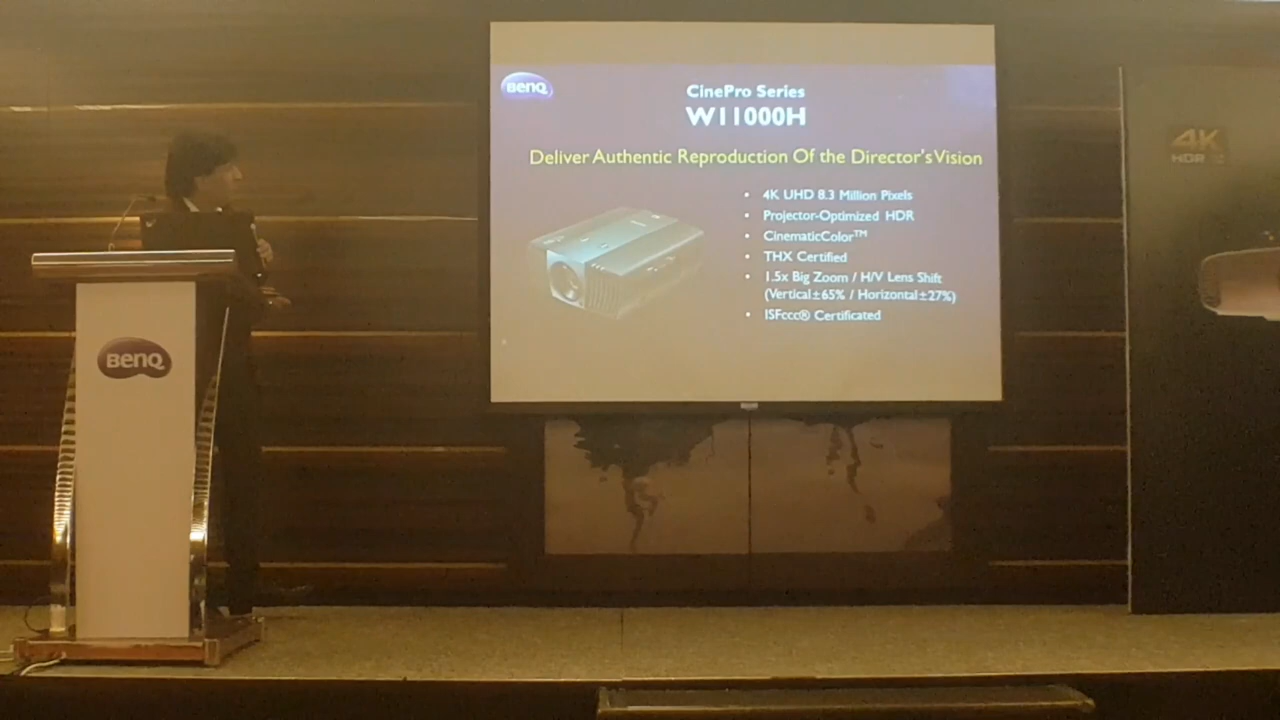 BenQ
CinePro Series
W11000H
Deliver Authentic Reproduction Of the Director's Vision
• 4K UHD 8.3 Million Pixels
• Projector-Optimized HDR
• CinematicColor™
• THX Certified
• 1.5x Big Zoom / H/V Lens Shift
(Vertical±65% / Horizontal±27%)
• ISFccc® Certificated
4K
HDR
BenQ